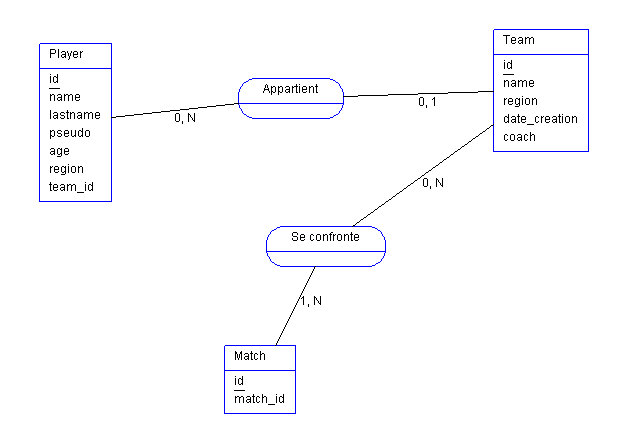 Player
id
name
lastname
pseudo
age
region
team_id
Appartient
0, N
0, 1
Team
id
name
region
date_creation
coach
0, N
Se confronte
1, N
Match
id
match_id